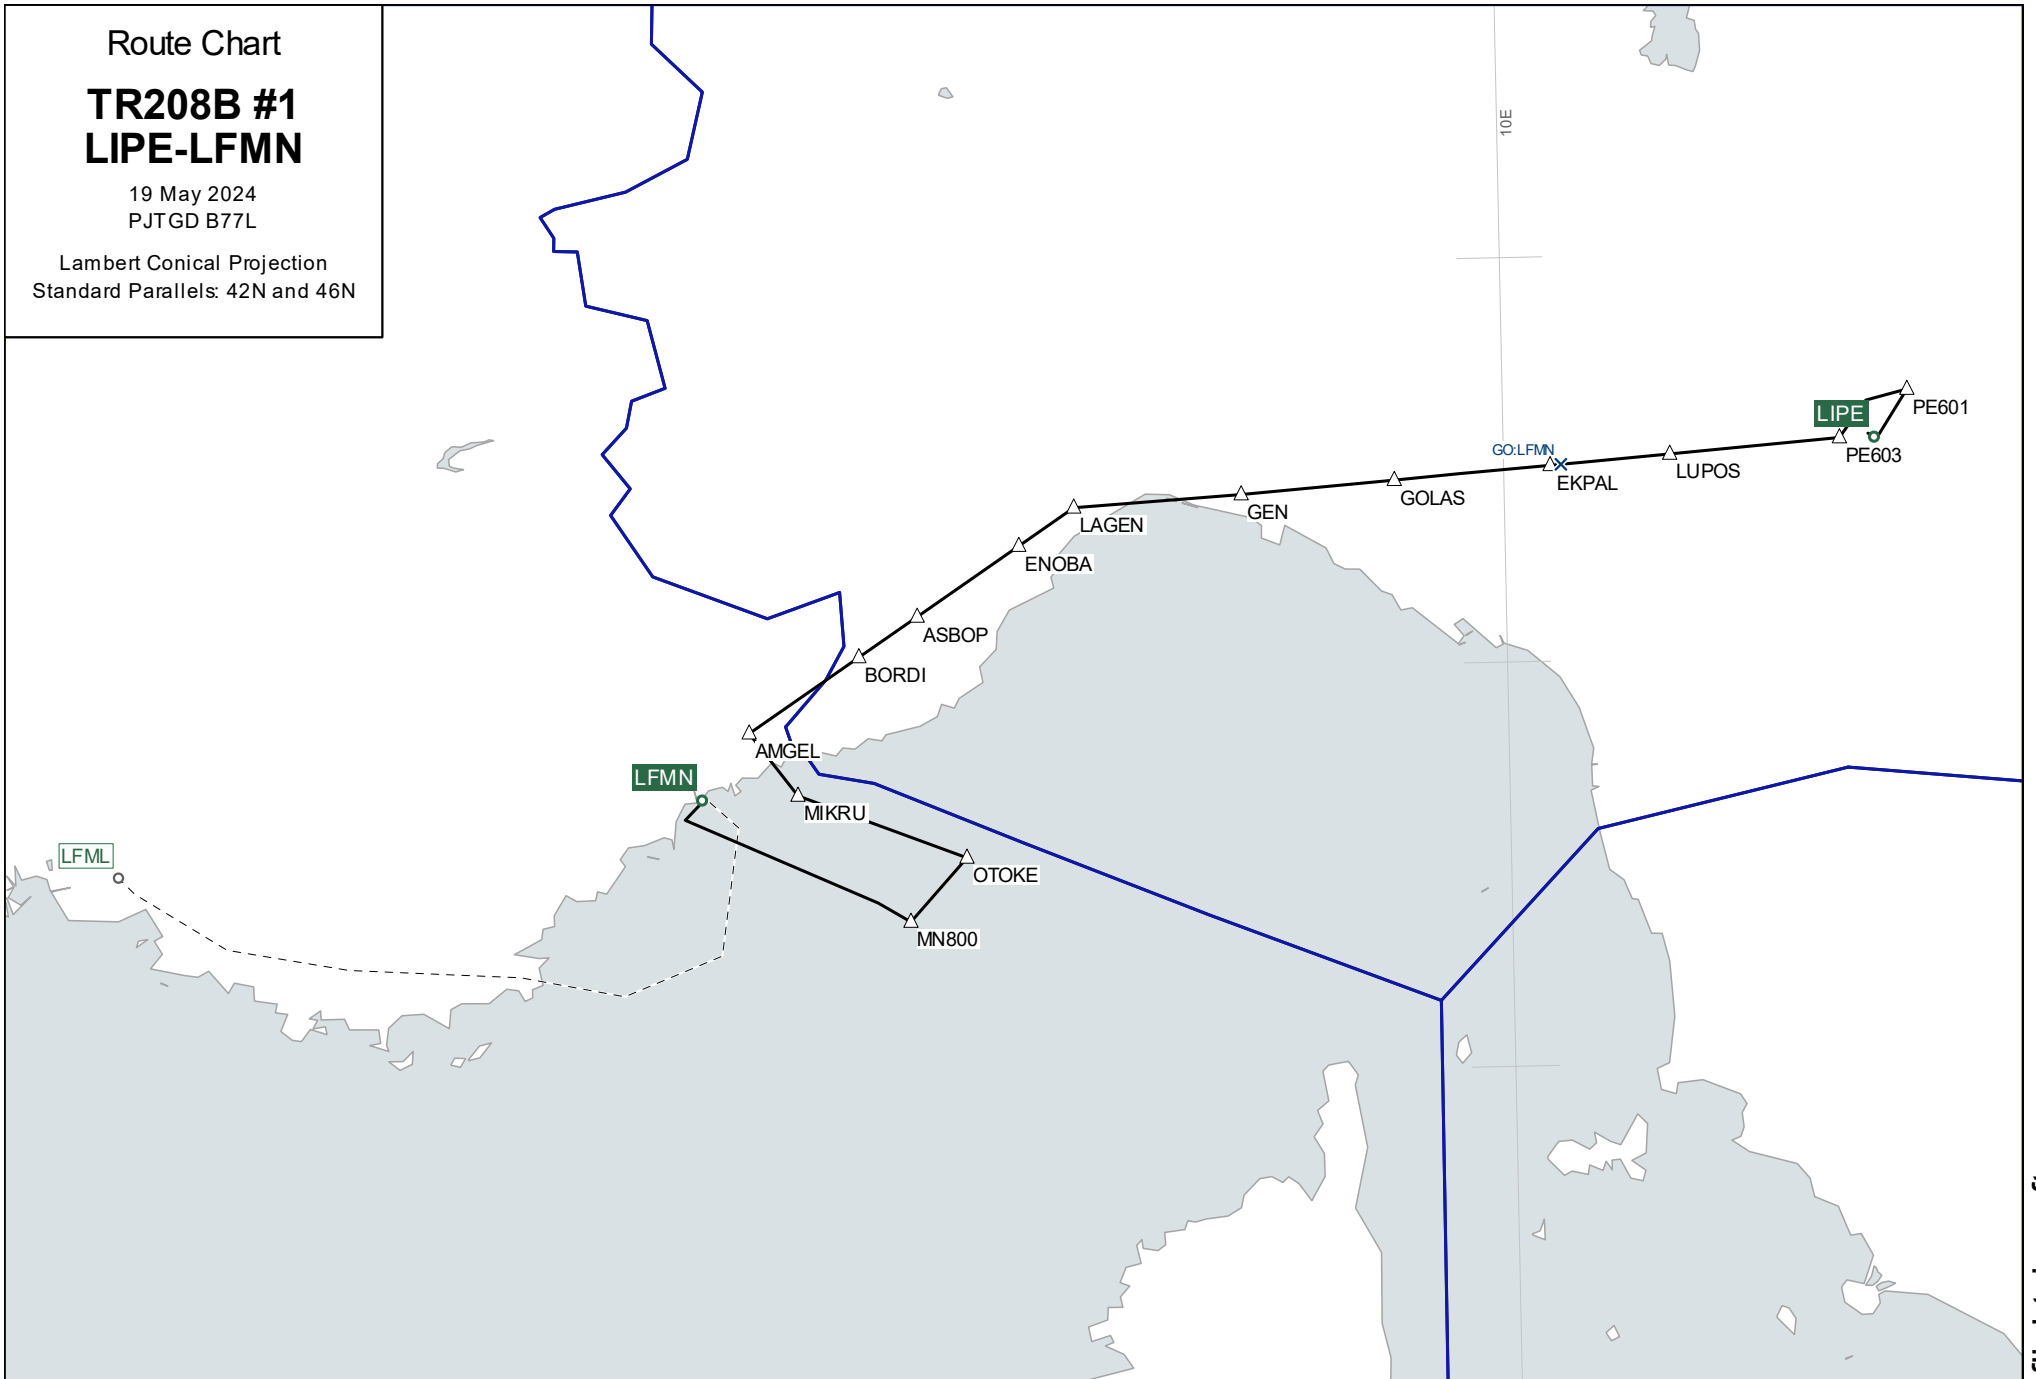 Route Chart
TR208B #1
LIPE-LFMN
19 May 2024
PJTGD B77L
Lambert Conical Projection
Standard Parallels: 42N and 46N
10E
LIPE
PE601
PE603
GO:LFMN
LUPOS
EKPAL
GOLAS
GEN
LAGEN
ENOBA
ASBOP
BORDI
AMGEL
LFMN
MIKRU
LFML
OTOKE
MN800